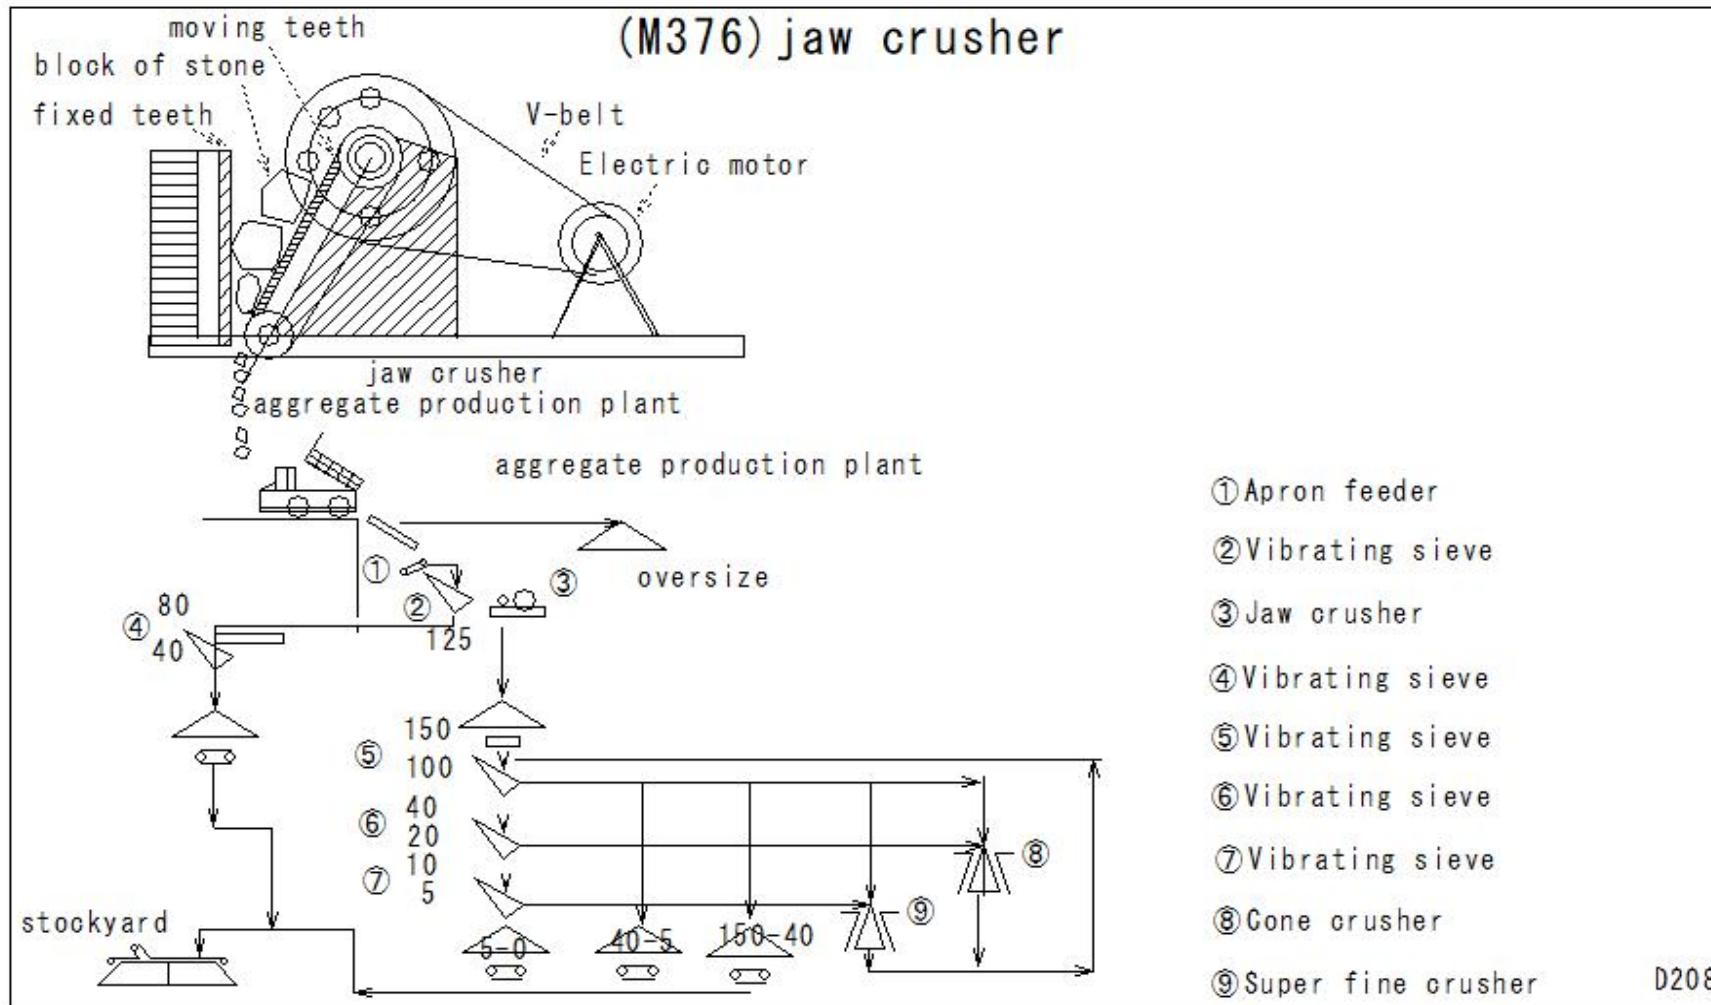 (M376) jaw crusher
moving teeth
block of stone
fixed teeth
V-belt
Electric motor
jaw crusher
aggregate production plant
aggregate production plant
oversize
①
②
③
125
80
④
40
150
⑤
100
40
⑥
20
10
⑦
5
⑧
⑨
5-0
40-5
150-40
stockyard
①Apron feeder
②Vibrating sieve
③Jaw crusher
④Vibrating sieve
⑤Vibrating sieve
⑥Vibrating sieve
⑦Vibrating sieve
⑧Cone crusher
⑨Super fine crusher
D208